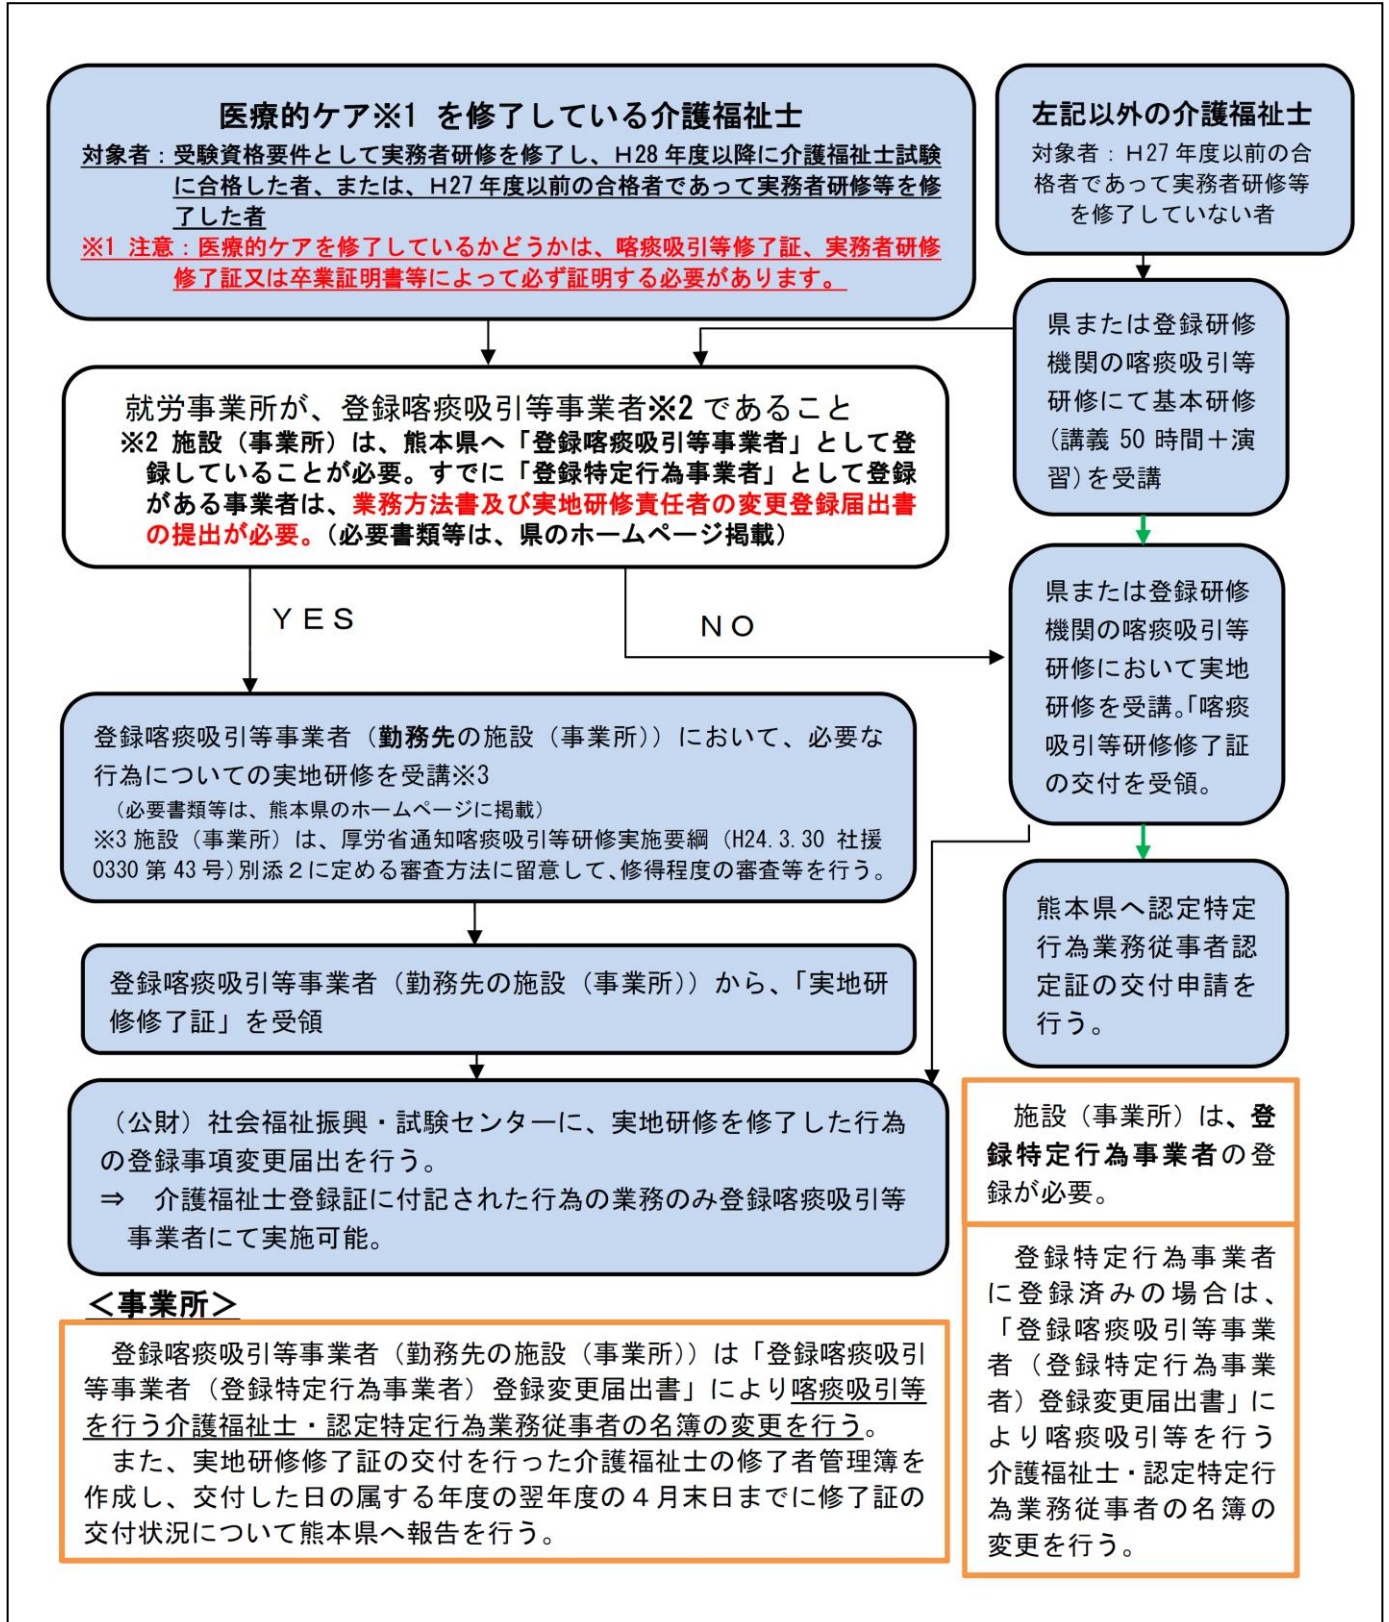 医療的ケア※1 を修了している介護福祉士
対象者：受験資格要件として実務者研修を修了し、H28 年度以降に介護福祉士試験
に合格した者、または、H27 年度以前の合格者であって実務者研修等を修
了した者
※1 注意：医療的ケアを修了しているかどうかは、喀痰吸引等修了証、実務者研修
修了証又は卒業証明書等によって必ず証明する必要があります。
左記以外の介護福祉士
対象者：H27 年度以前の合
格者であって実務者研修等
を修了していない者
県または登録研修
機関の喀痰吸引等
研修にて基本研修
(講義 50 時間＋演
習)を受講
就労事業所が、登録喀痰吸引等事業者※2 であること
※2 施設（事業所）は、熊本県へ「登録喀痰吸引等事業者」として登
録していることが必要。すでに「登録特定行為事業者」として登録
がある事業者は、業務方法書及び実地研修責任者の変更登録届出書
の提出が必要。（必要書類等は、県のホームページ掲載）
ＹＥＳ
ＮＯ
県または登録研修
機関の喀痰吸引等
研修において実地
研修を受講。「喀痰
吸引等研修修了証
の交付を受領。
登録喀痰吸引等事業者（勤務先の施設（事業所））において、必要な
行為についての実地研修を受講※3
（必要書類等は、熊本県のホームページに掲載）
※3 施設（事業所）は、厚労省通知喀痰吸引等研修実施要綱（H24.3.30 社援
0330 第 43 号）別添２に定める審査方法に留意して、修得程度の審査等を行う。
熊本県へ認定特定
行為業務従事者認
定証の交付申請を
行う。
登録喀痰吸引等事業者（勤務先の施設（事業所））から、「実地研
修修了証」を受領
（公財）社会福祉振興・試験センターに、実地研修を修了した行為
の登録事項変更届出を行う。
⇒　介護福祉士登録証に付記された行為の業務のみ登録喀痰吸引等
事業者にて実施可能。
施設（事業所）は、登
録特定行為事業者の登
録が必要。
登録特定行為事業者
に登録済みの場合は、
「登録喀痰吸引等事業
者（登録特定行為事業
者）登録変更届出書」に
より喀痰吸引等を行う
介護福祉士・認定特定行
為業務従事者の名簿の
変更を行う。
＜事業所＞
登録喀痰吸引等事業者（勤務先の施設（事業所））は「登録喀痰吸引
等事業者（登録特定行為事業者）登録変更届出書」により喀痰吸引等
を行う介護福祉士・認定特定行為業務従事者の名簿の変更を行う。
また、実地研修修了証の交付を行った介護福祉士の修了者管理簿を
作成し、交付した日の属する年度の翌年度の４月末日までに修了証の
交付状況について熊本県へ報告を行う。